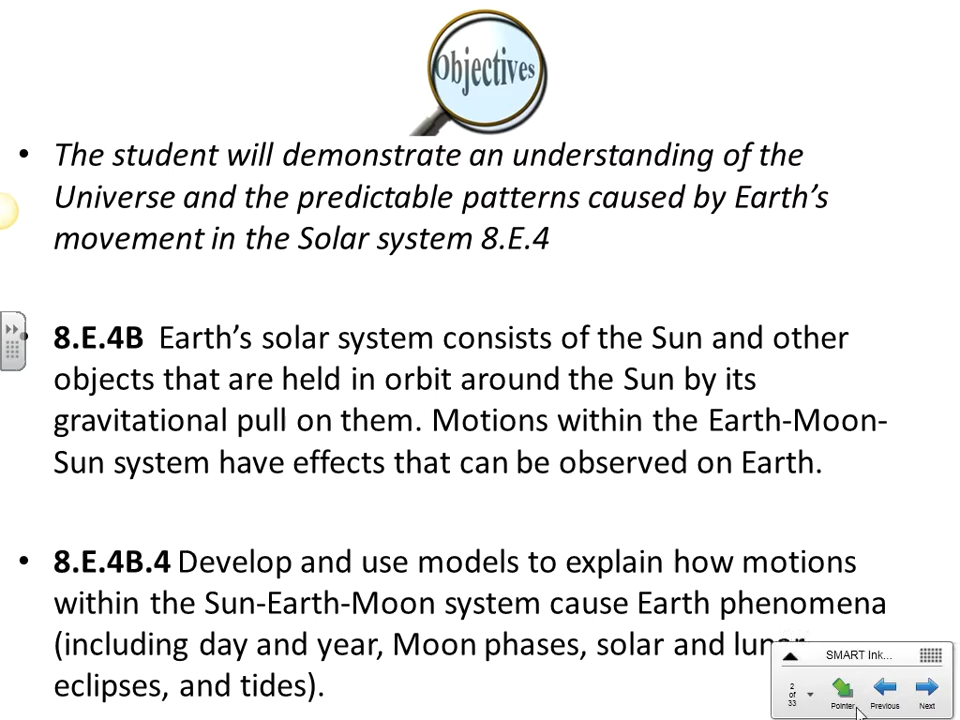 Objectives
• The student will demonstrate an understanding of the
Universe and the predictable patterns caused by Earth's
movement in the Solar system 8.E.4
• 8.E.4B Earth's solar system consists of the Sun and other
objects that are held in orbit around the Sun by its
gravitational pull on them. Motions within the Earth-Moon-
Sun system have effects that can be observed on Earth.
• 8.E.4B.4 Develop and use models to explain how motions
within the Sun-Earth-Moon system cause Earth phenomena
(including day and year, Moon phases, solar and lunar
eclipses, and tides).
SMART Ink...
2
of
33
Pointer Previous Next